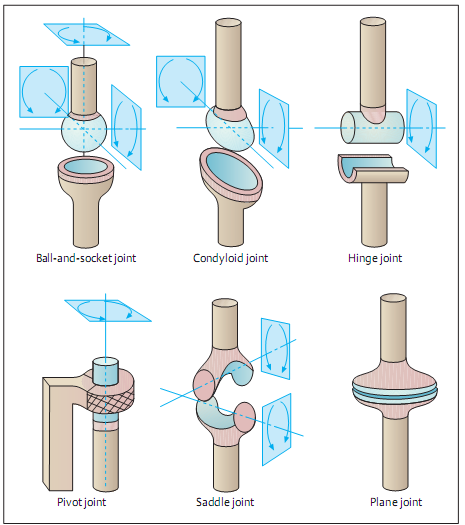 Ball-and-socket joint
Condyloid joint
Hinge joint
Pivot joint
Saddle joint
Plane joint